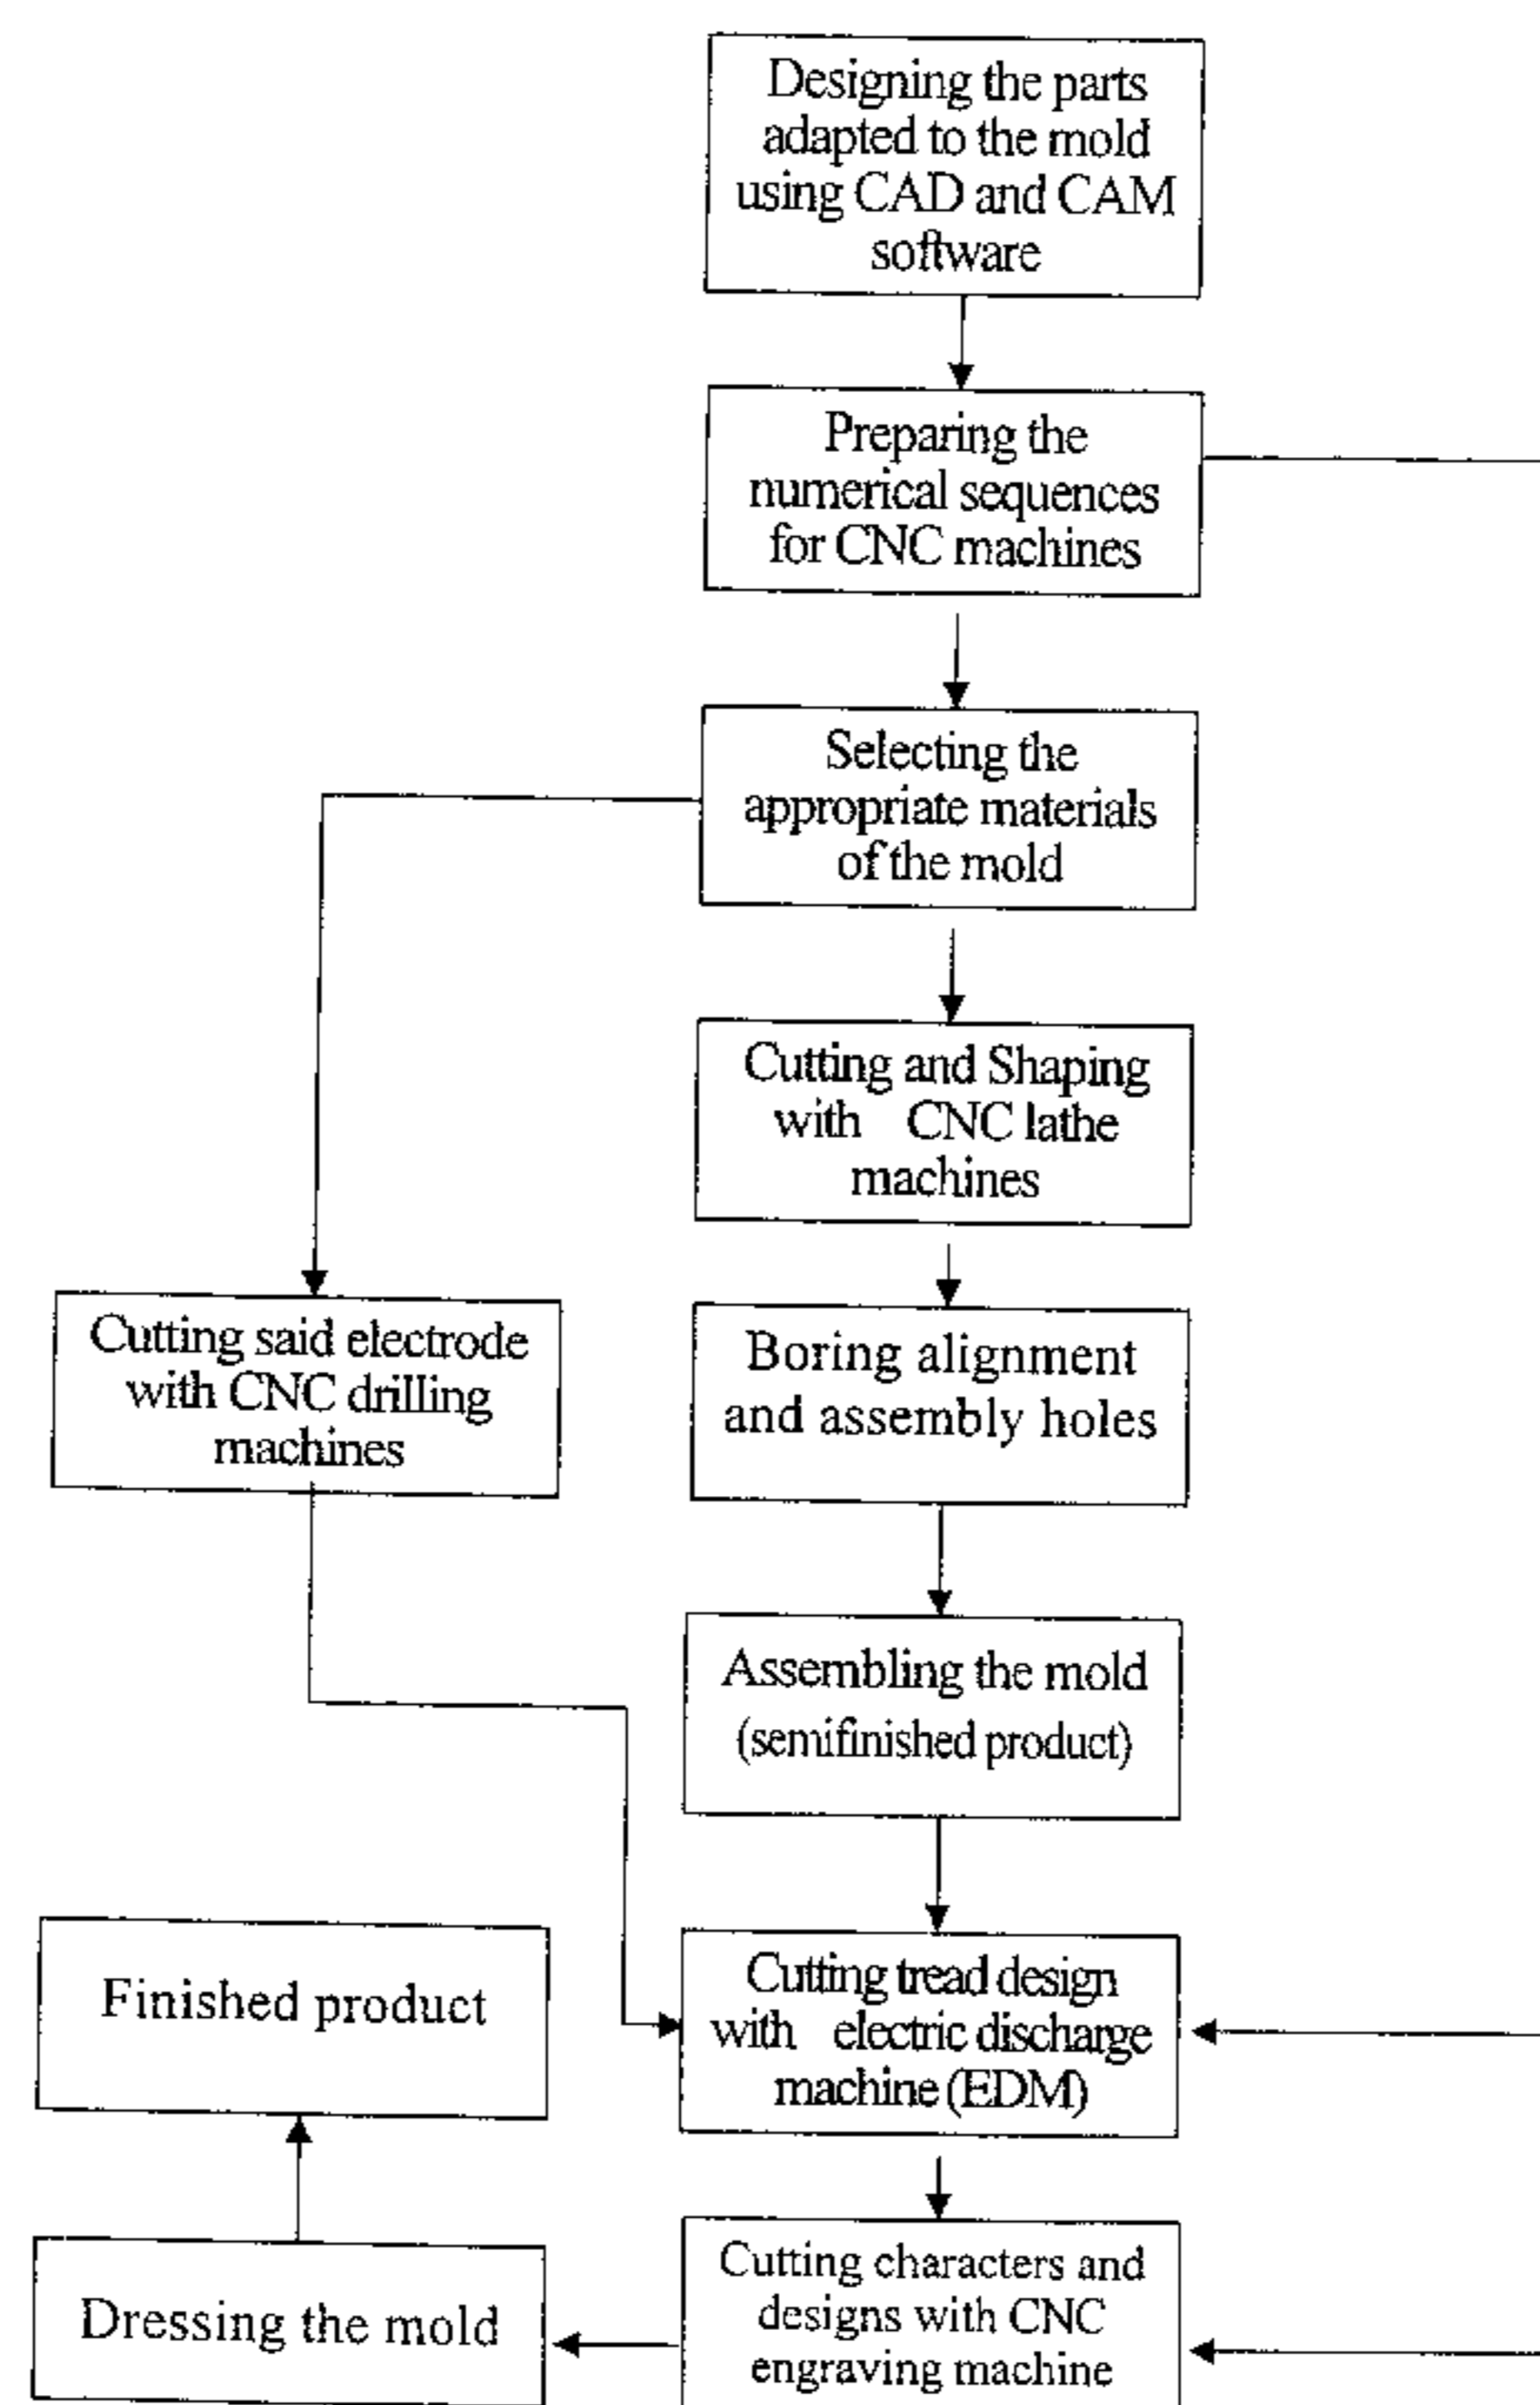 Designing the parts
adapted to the mold
using CAD and CAM
software
Preparing the
numerical sequences
for CNC machines
Selecting the
appropriate materials
of the mold
Cutting and Shaping
with CNC lathe
machines
Cutting said electrode
with CNC drilling
machines
Boring alignment
and assembly holes
Assembling the mold
(semifinished product)
Finished product
Cutting tread design
with electric discharge
machine (EDM)
Dressing the mold
Cutting characters and
designs with CNC
engraving machine